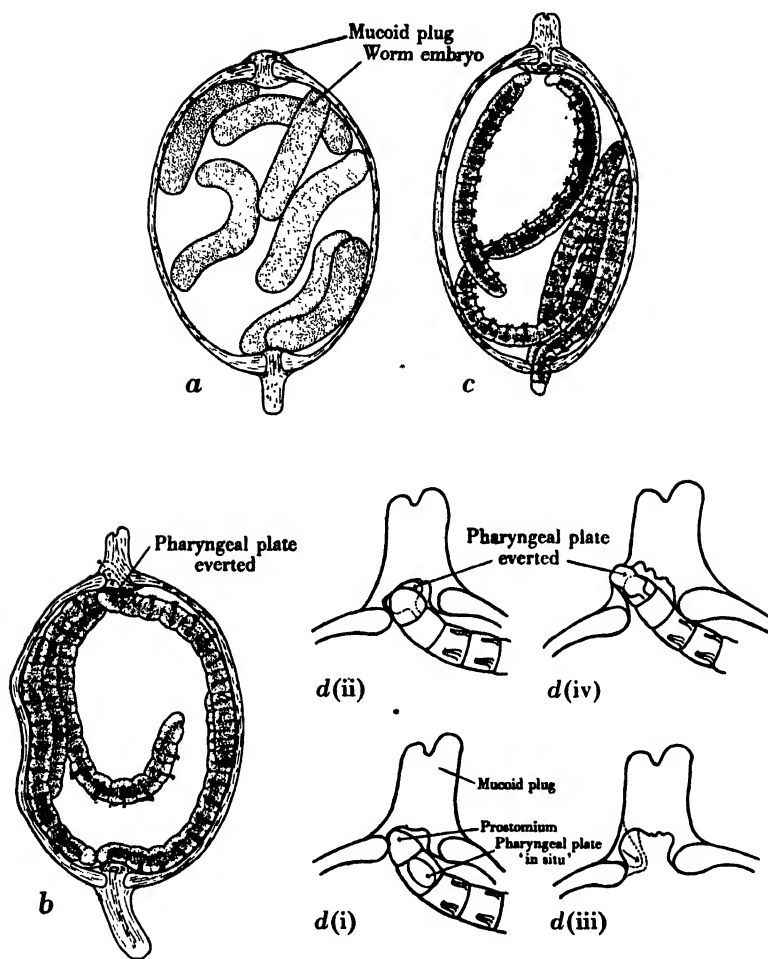 Mucoid plug
Worm embryo
a
c
Pharyngeal plate
everted
b
Pharyngeal plate
everted
d(ii)
d(iv)
Mucoid plug
Prostomium
Pharyngeal plate
'in situ'
d(i)
d(iii)